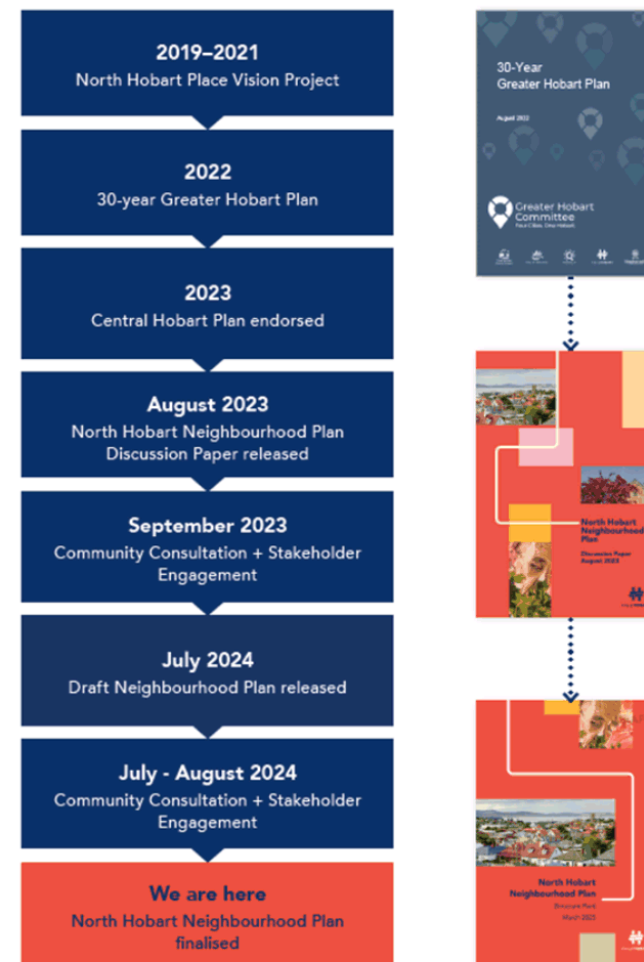 2019–2021
North Hobart Place Vision Project
2022
30-year Greater Hobart Plan
2023
Central Hobart Plan endorsed
August 2023
North Hobart Neighbourhood Plan
Discussion Paper released
September 2023
Community Consultation + Stakeholder
Engagement
July 2024
Draft Neighbourhood Plan released
July - August 2024
Community Consultation + Stakeholder
Engagement
We are here
North Hobart Neighbourhood Plan
finalised
30-Year
Greater Hobart Plan
August 2022
Greater Hobart
Committee
Four Cities, One Hobart.
North Hobart
Neighbourhood
Plan
Discussion Paper
August 2023
North Hobart
Neighbourhood Plan
March 2025